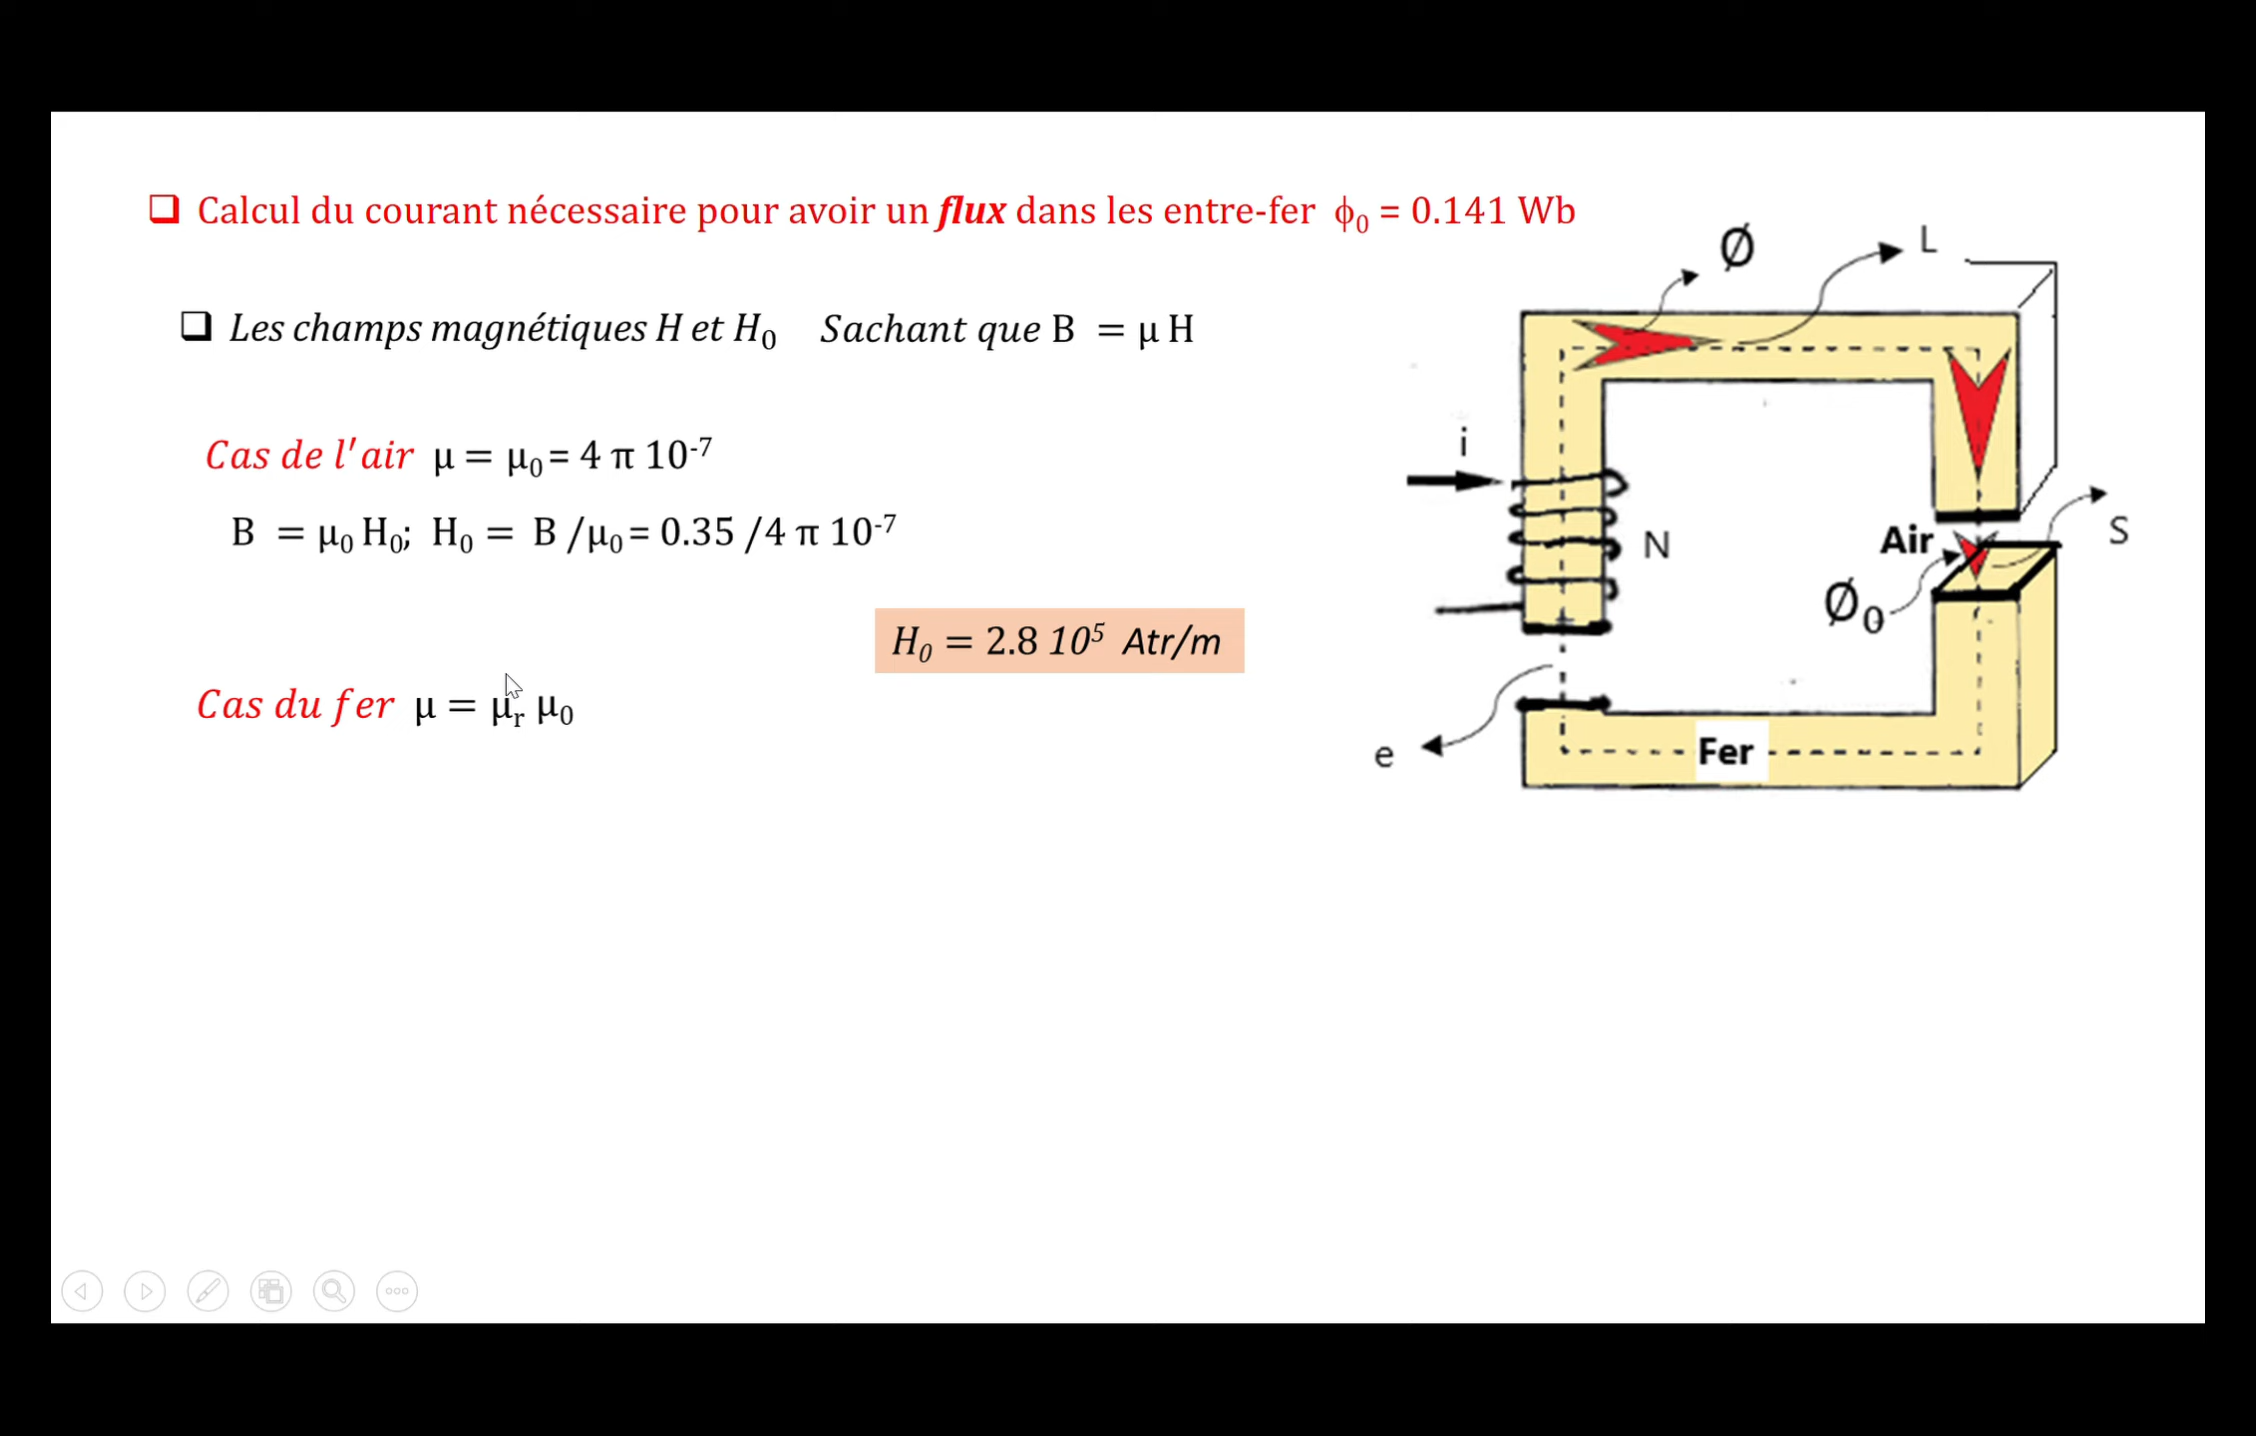 Calcul du courant nécessaire pour avoir un flux dans les entre-fer ϕ₀ = 0.141 Wb
Les champs magnétiques H et H₀ Sachant que B = μ H
Cas de l'air μ = μ₀ = 4 π 10⁻⁷
B = μ₀ H₀; H₀ = B /μ₀ = 0.35 /4 π 10⁻⁷
H₀ = 2.8 10⁵ Atr/m
Cas du fer μ = μᵣ μ₀
Ø
L
i
N
Air
S
Ø₀
e
Fer